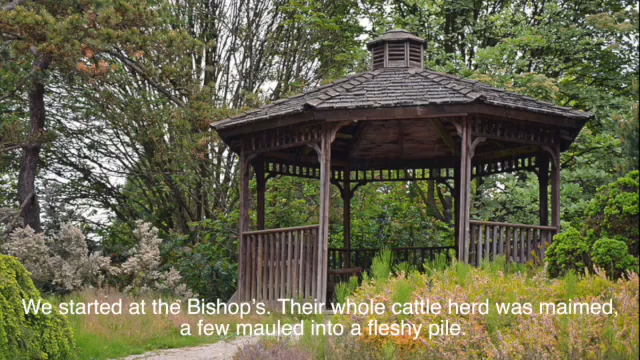 We started at the Bishop's. Their whole cattle herd was maimed,
a few mauled into a fleshy pile.